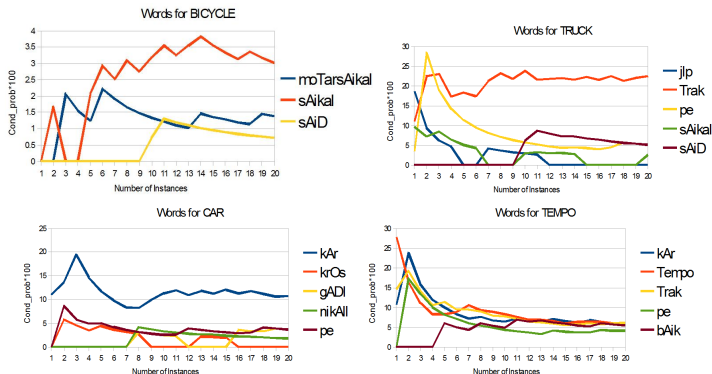 Words for BICYCLE
Cond_prob*100
4
3.5
3
2.5
2
1.5
1
0.5
0
1 2 3 4 5 6 7 8 9 10 11 12 13 14 15 16 17 18 19 20
Number of Instances
moTarsAikal
sAikal
sAiD
Words for TRUCK
Cond_prob*100
30
25
20
15
10
5
0
1 2 3 4 5 6 7 8 9 10 11 12 13 14 15 16 17 18 19 20
Number of Instances
jIp
Trak
pe
sAikal
sAiD
Words for CAR
Cond_prob*100
25
20
15
10
5
0
1 2 3 4 5 6 7 8 9 10 11 12 13 14 15 16 17 18 19 20
Number of Instances
kAr
krOs
gADI
nikAlI
pe
Words for TEMPO
Cond_prob*100
30
25
20
15
10
5
0
1 2 3 4 5 6 7 8 9 10 11 12 13 14 15 16 17 18 19 20
Number of Instances
kAr
Tempo
Trak
pe
bAik